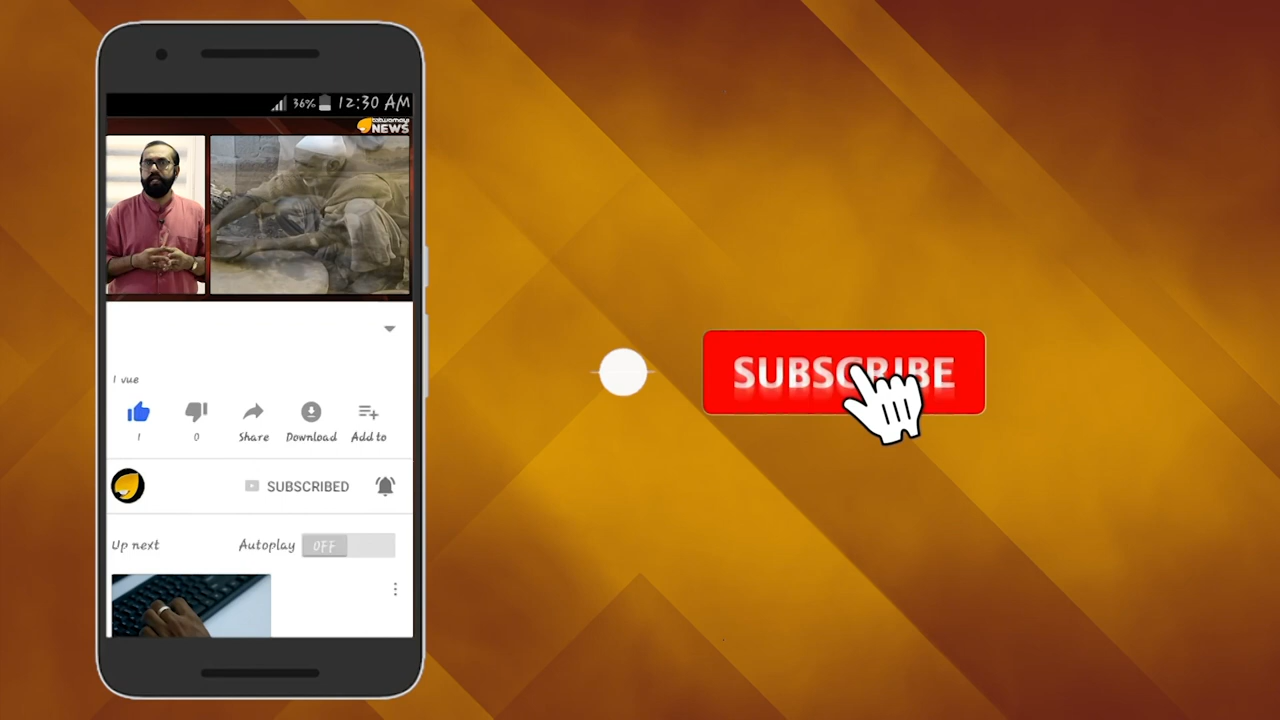 36% 12:30 AM
tatwamayi
NEWS
1 vue
1
0
Share
Download
Add to
SUBSCRIBED
Up next
Autoplay
OFF
SUBSCRIBE